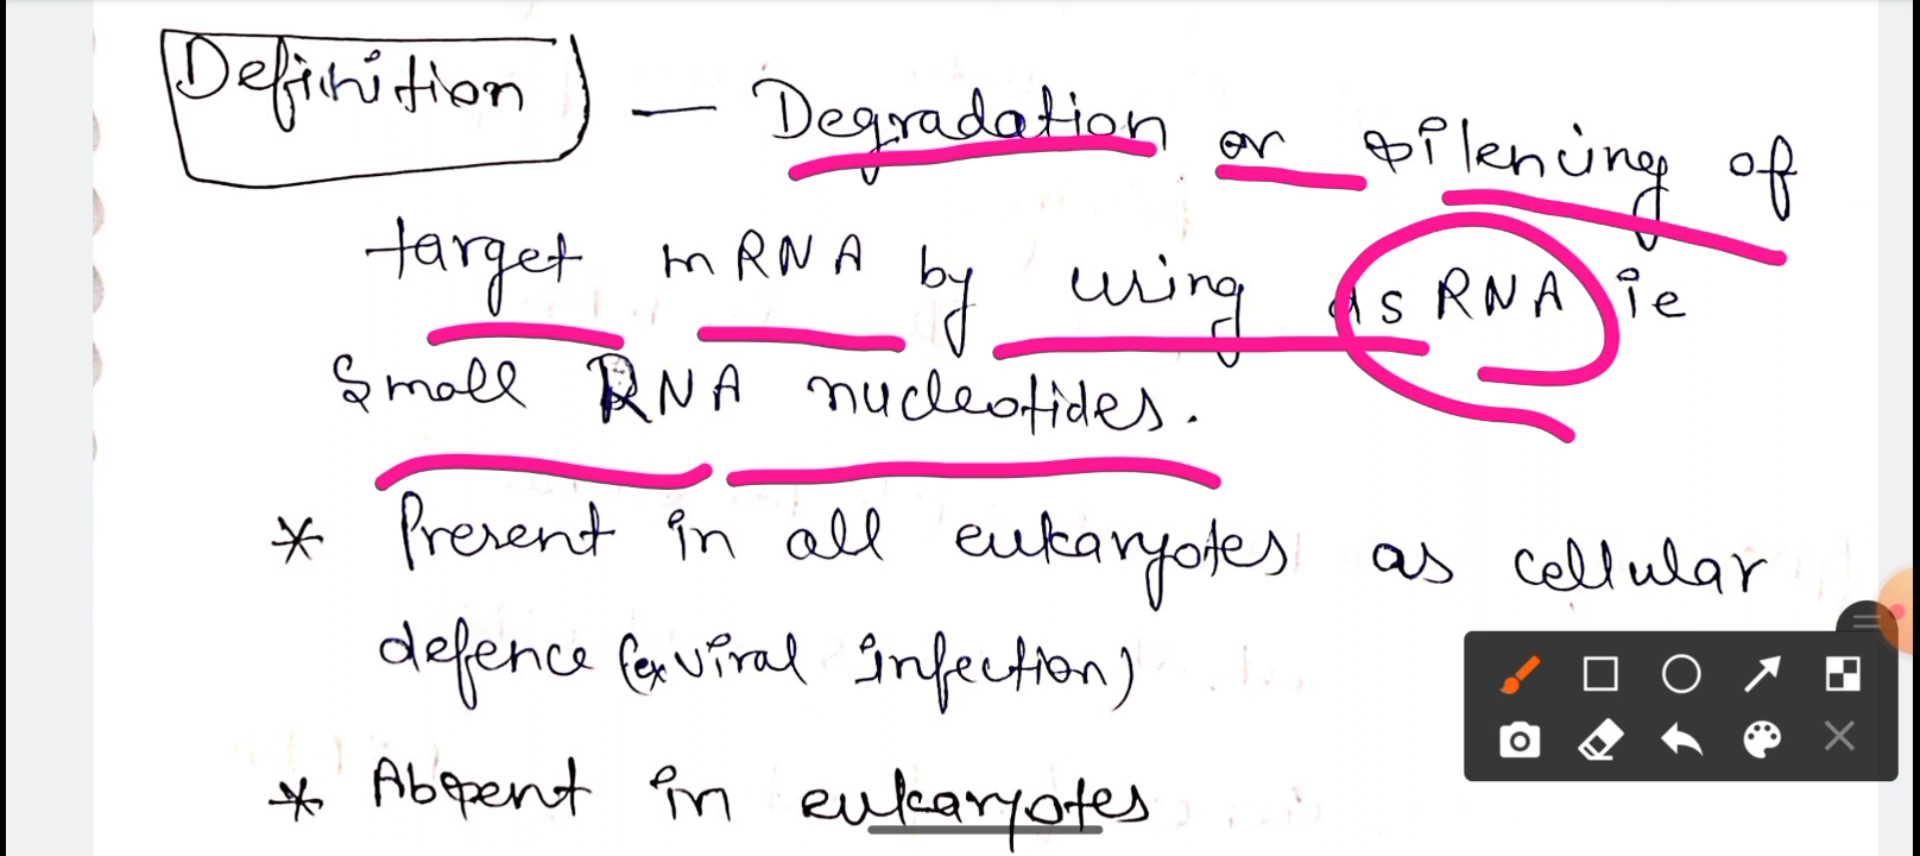 Definition — Degradation or silencing of
target mRNA by using dsRNA ie
Small RNA nucleotides.
* Present in all eukaryotes as cellular
defence (ex viral infection)
* Absent in eukaryotes